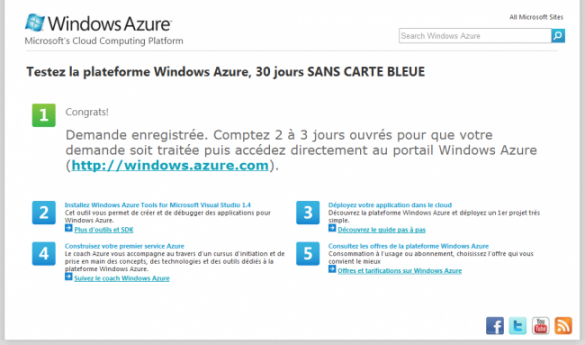 Windows Azure™
Microsoft's Cloud Computing Platform
All Microsoft Sites
Search Windows Azure
Testez la plateforme Windows Azure, 30 jours SANS CARTE BLEUE
1
Congrats!
Demande enregistrée. Comptez 2 à 3 jours ouvrés pour que votre
demande soit traitée puis accédez directement au portail Windows Azure
(http://windows.azure.com).
2
Installez Windows Azure Tools for Microsoft Visual Studio 1.4
Cet outil vous permet de créer et de débugger des applications pour
Windows Azure.
Plus d'outils et SDK
3
Déployez votre application dans le cloud
Découvrez la plateforme Windows Azure et déployez un 1er projet très
simple.
Découvrez le guide pas à pas
4
Construisez votre premier service Azure
Le coach Azure vous accompagne au travers d'un cursus d'initiation et de
prise en main des concepts, des technologies et des outils dédiés à la
plateforme Windows Azure.
Suivez le coach Windows Azure
5
Consultez les offres de la plateforme Windows Azure
Consommation à l'usage ou abonnement, choisissez l'offre qui vous
convient le mieux
Offres et tarifications sur Windows Azure
f
t
You
Tube